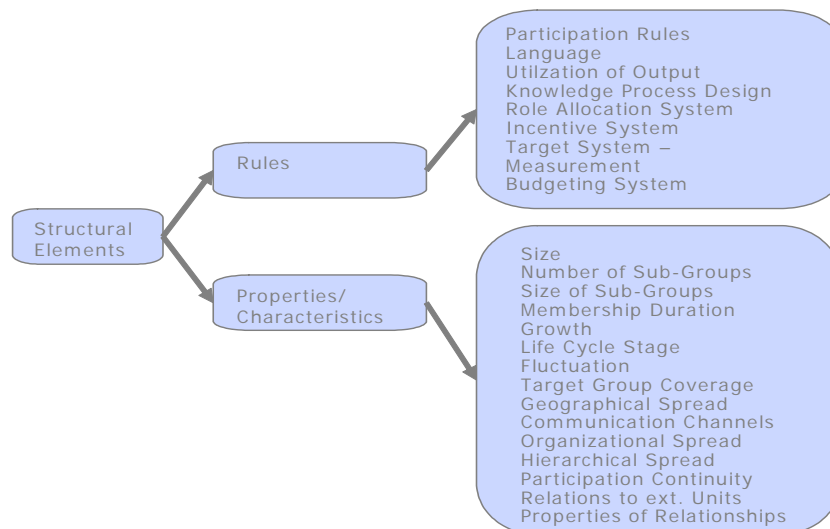 Participation Rules
Language
Utilzation of Output
Knowledge Process Design
Role Allocation System
Incentive System
Target System –
Measurement
Budgeting System
Rules
Structural
Elements
Properties/
Characteristics
Size
Number of Sub-Groups
Size of Sub-Groups
Membership Duration
Growth
Life Cycle Stage
Fluctuation
Target Group Coverage
Geographical Spread
Communication Channels
Organizational Spread
Hierarchical Spread
Participation Continuity
Relations to ext. Units
Properties of Relationships